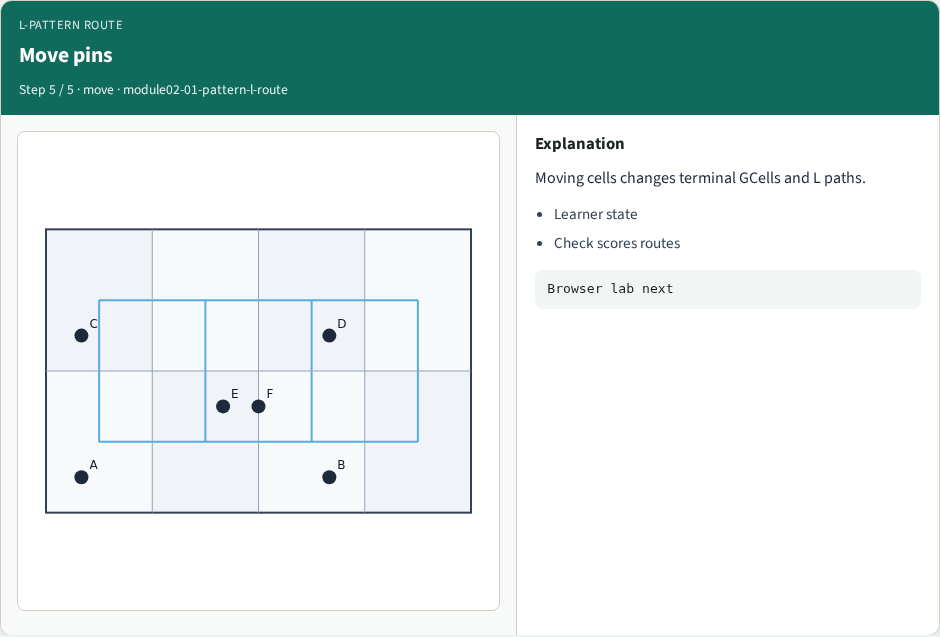 L-PATTERN ROUTE
Move pins
Step 5 / 5 · move · module02-01-pattern-l-route
C
D
E
F
A
B
Explanation
Moving cells changes terminal GCells and L paths.
• Learner state
• Check scores routes
Browser lab next